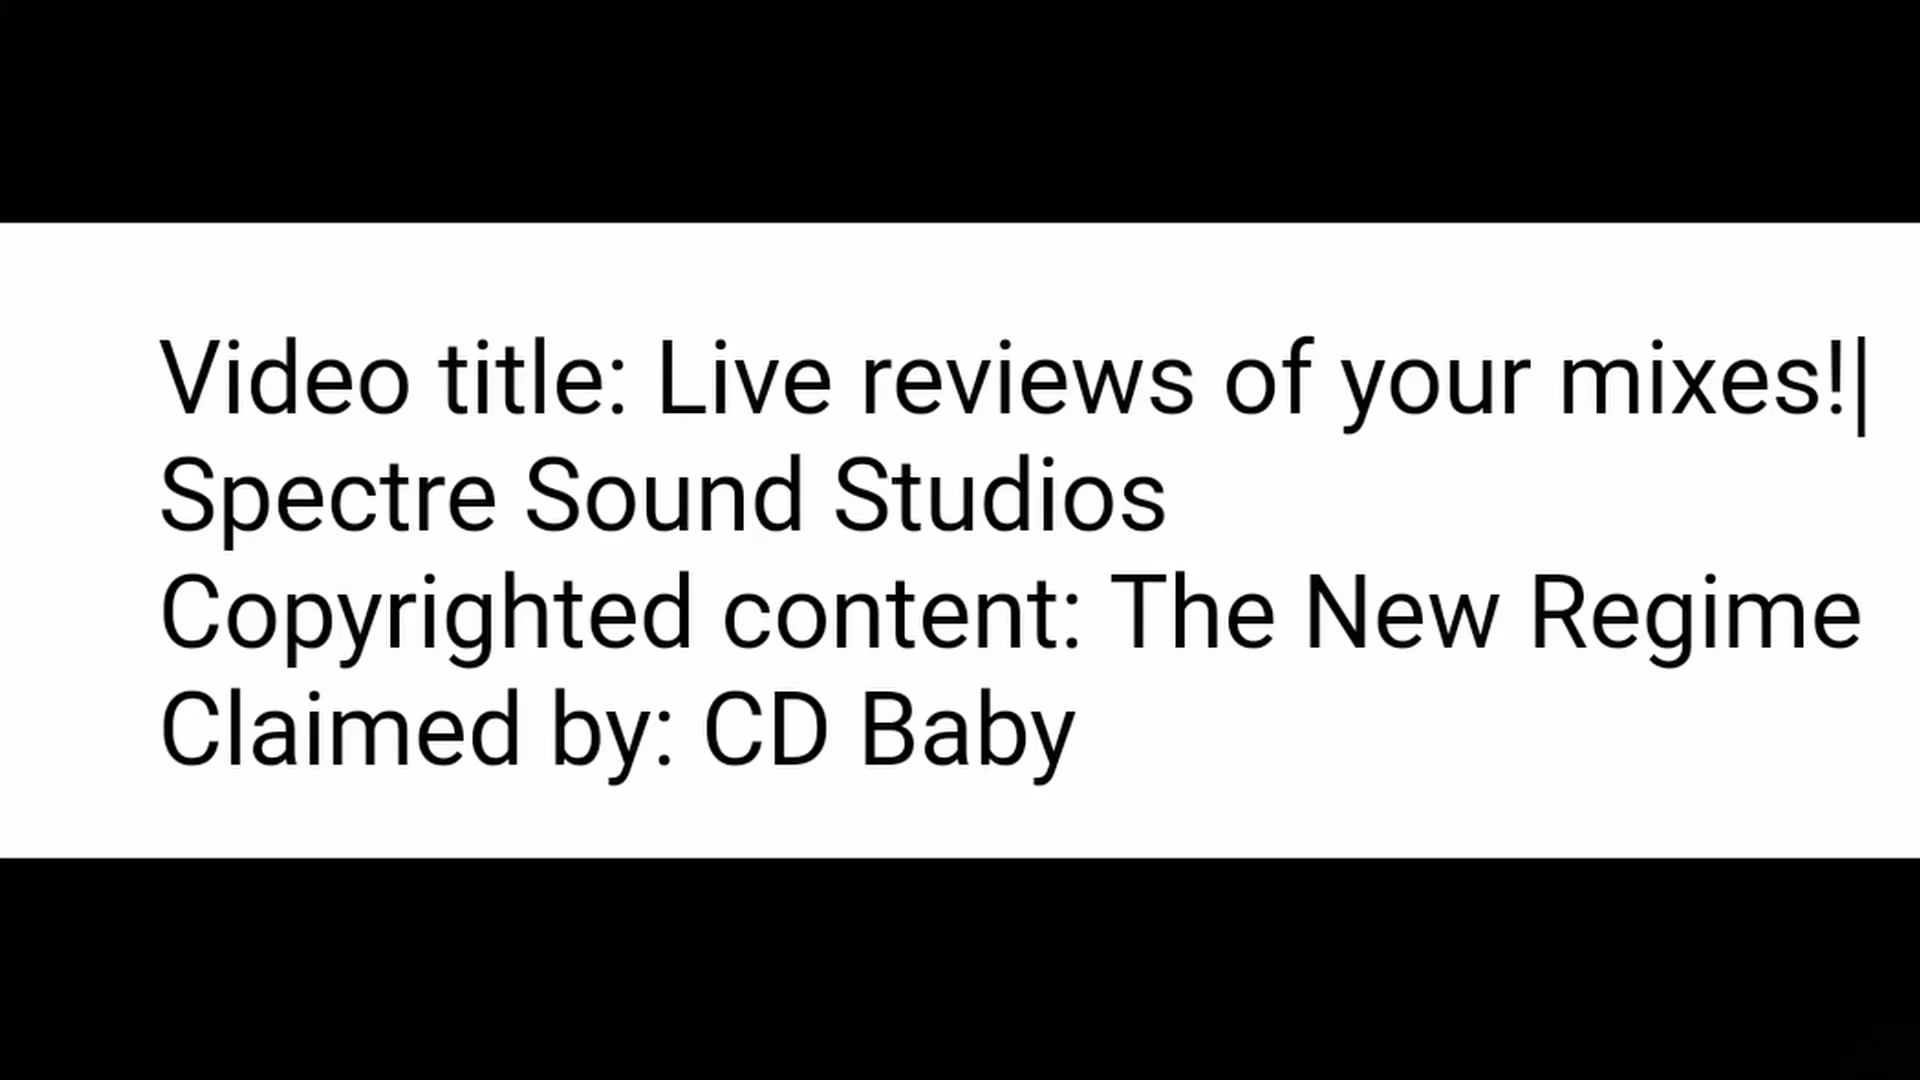 Video title: Live reviews of your mixes!|
Spectre Sound Studios
Copyrighted content: The New Regime
Claimed by: CD Baby